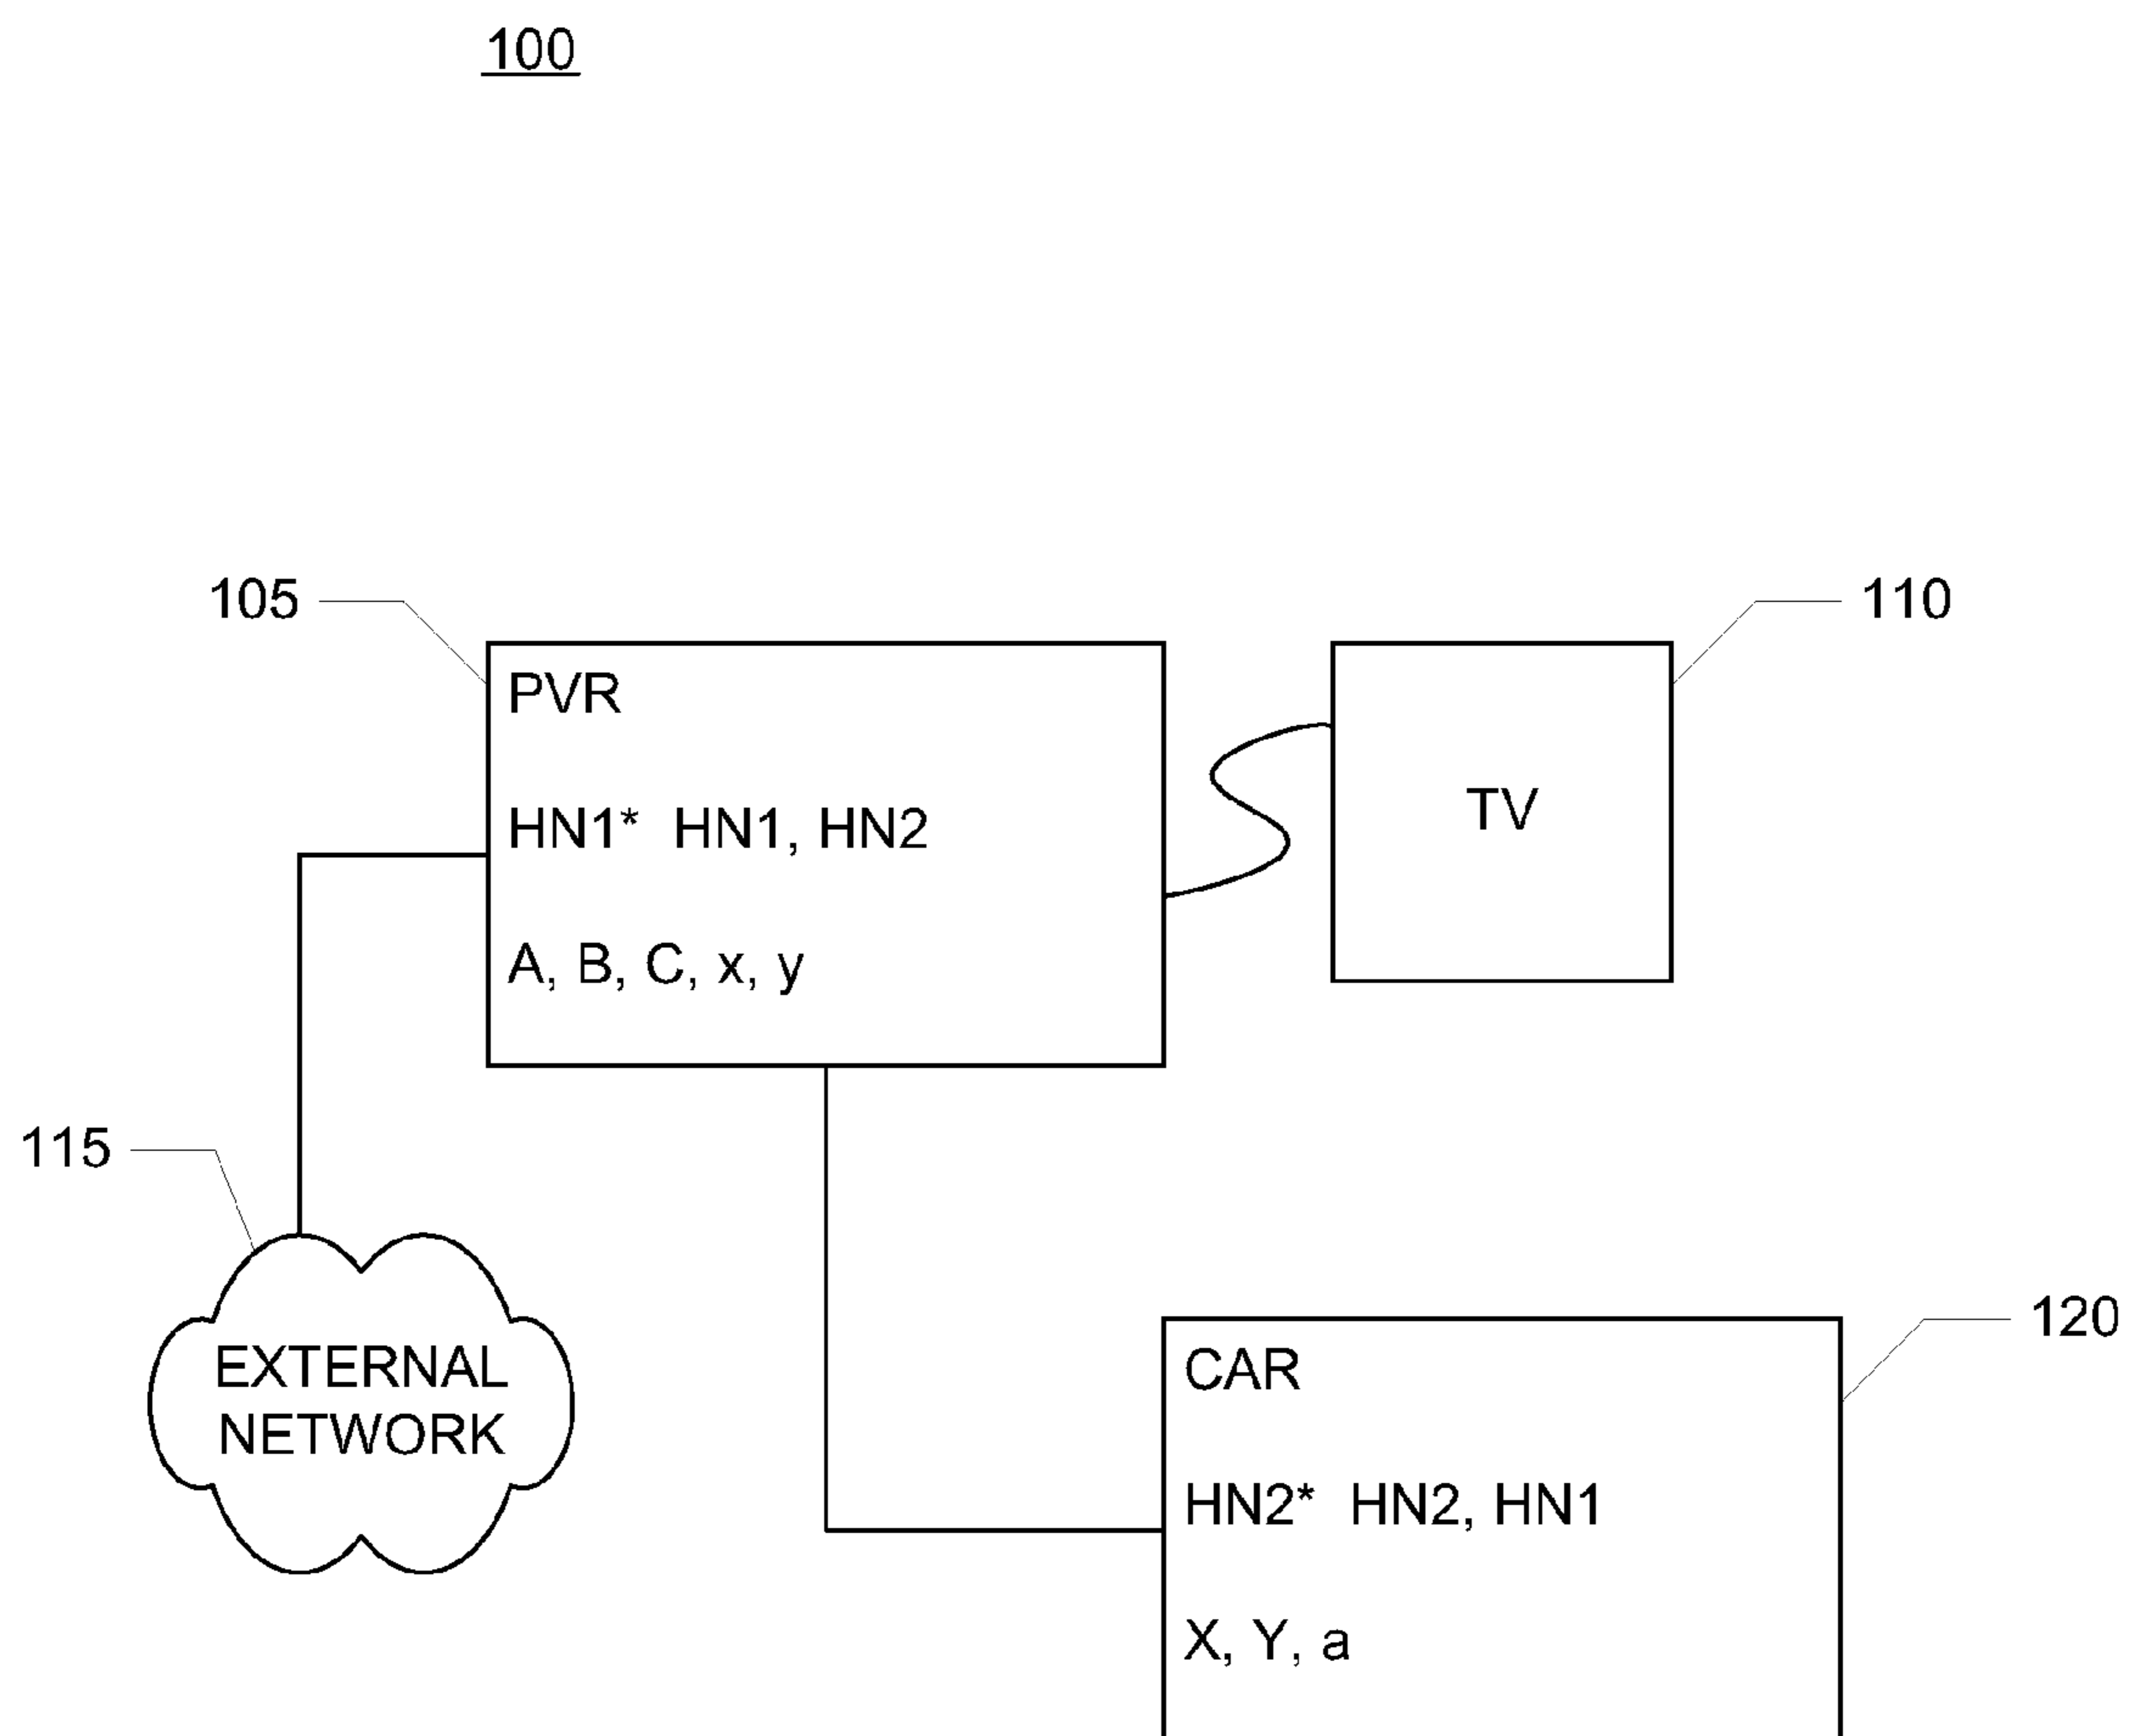 100
105
110
PVR
HN1* HN1, HN2
A, B, C, x, y
TV
115
EXTERNAL
NETWORK
120
CAR
HN2* HN2, HN1
X, Y, a